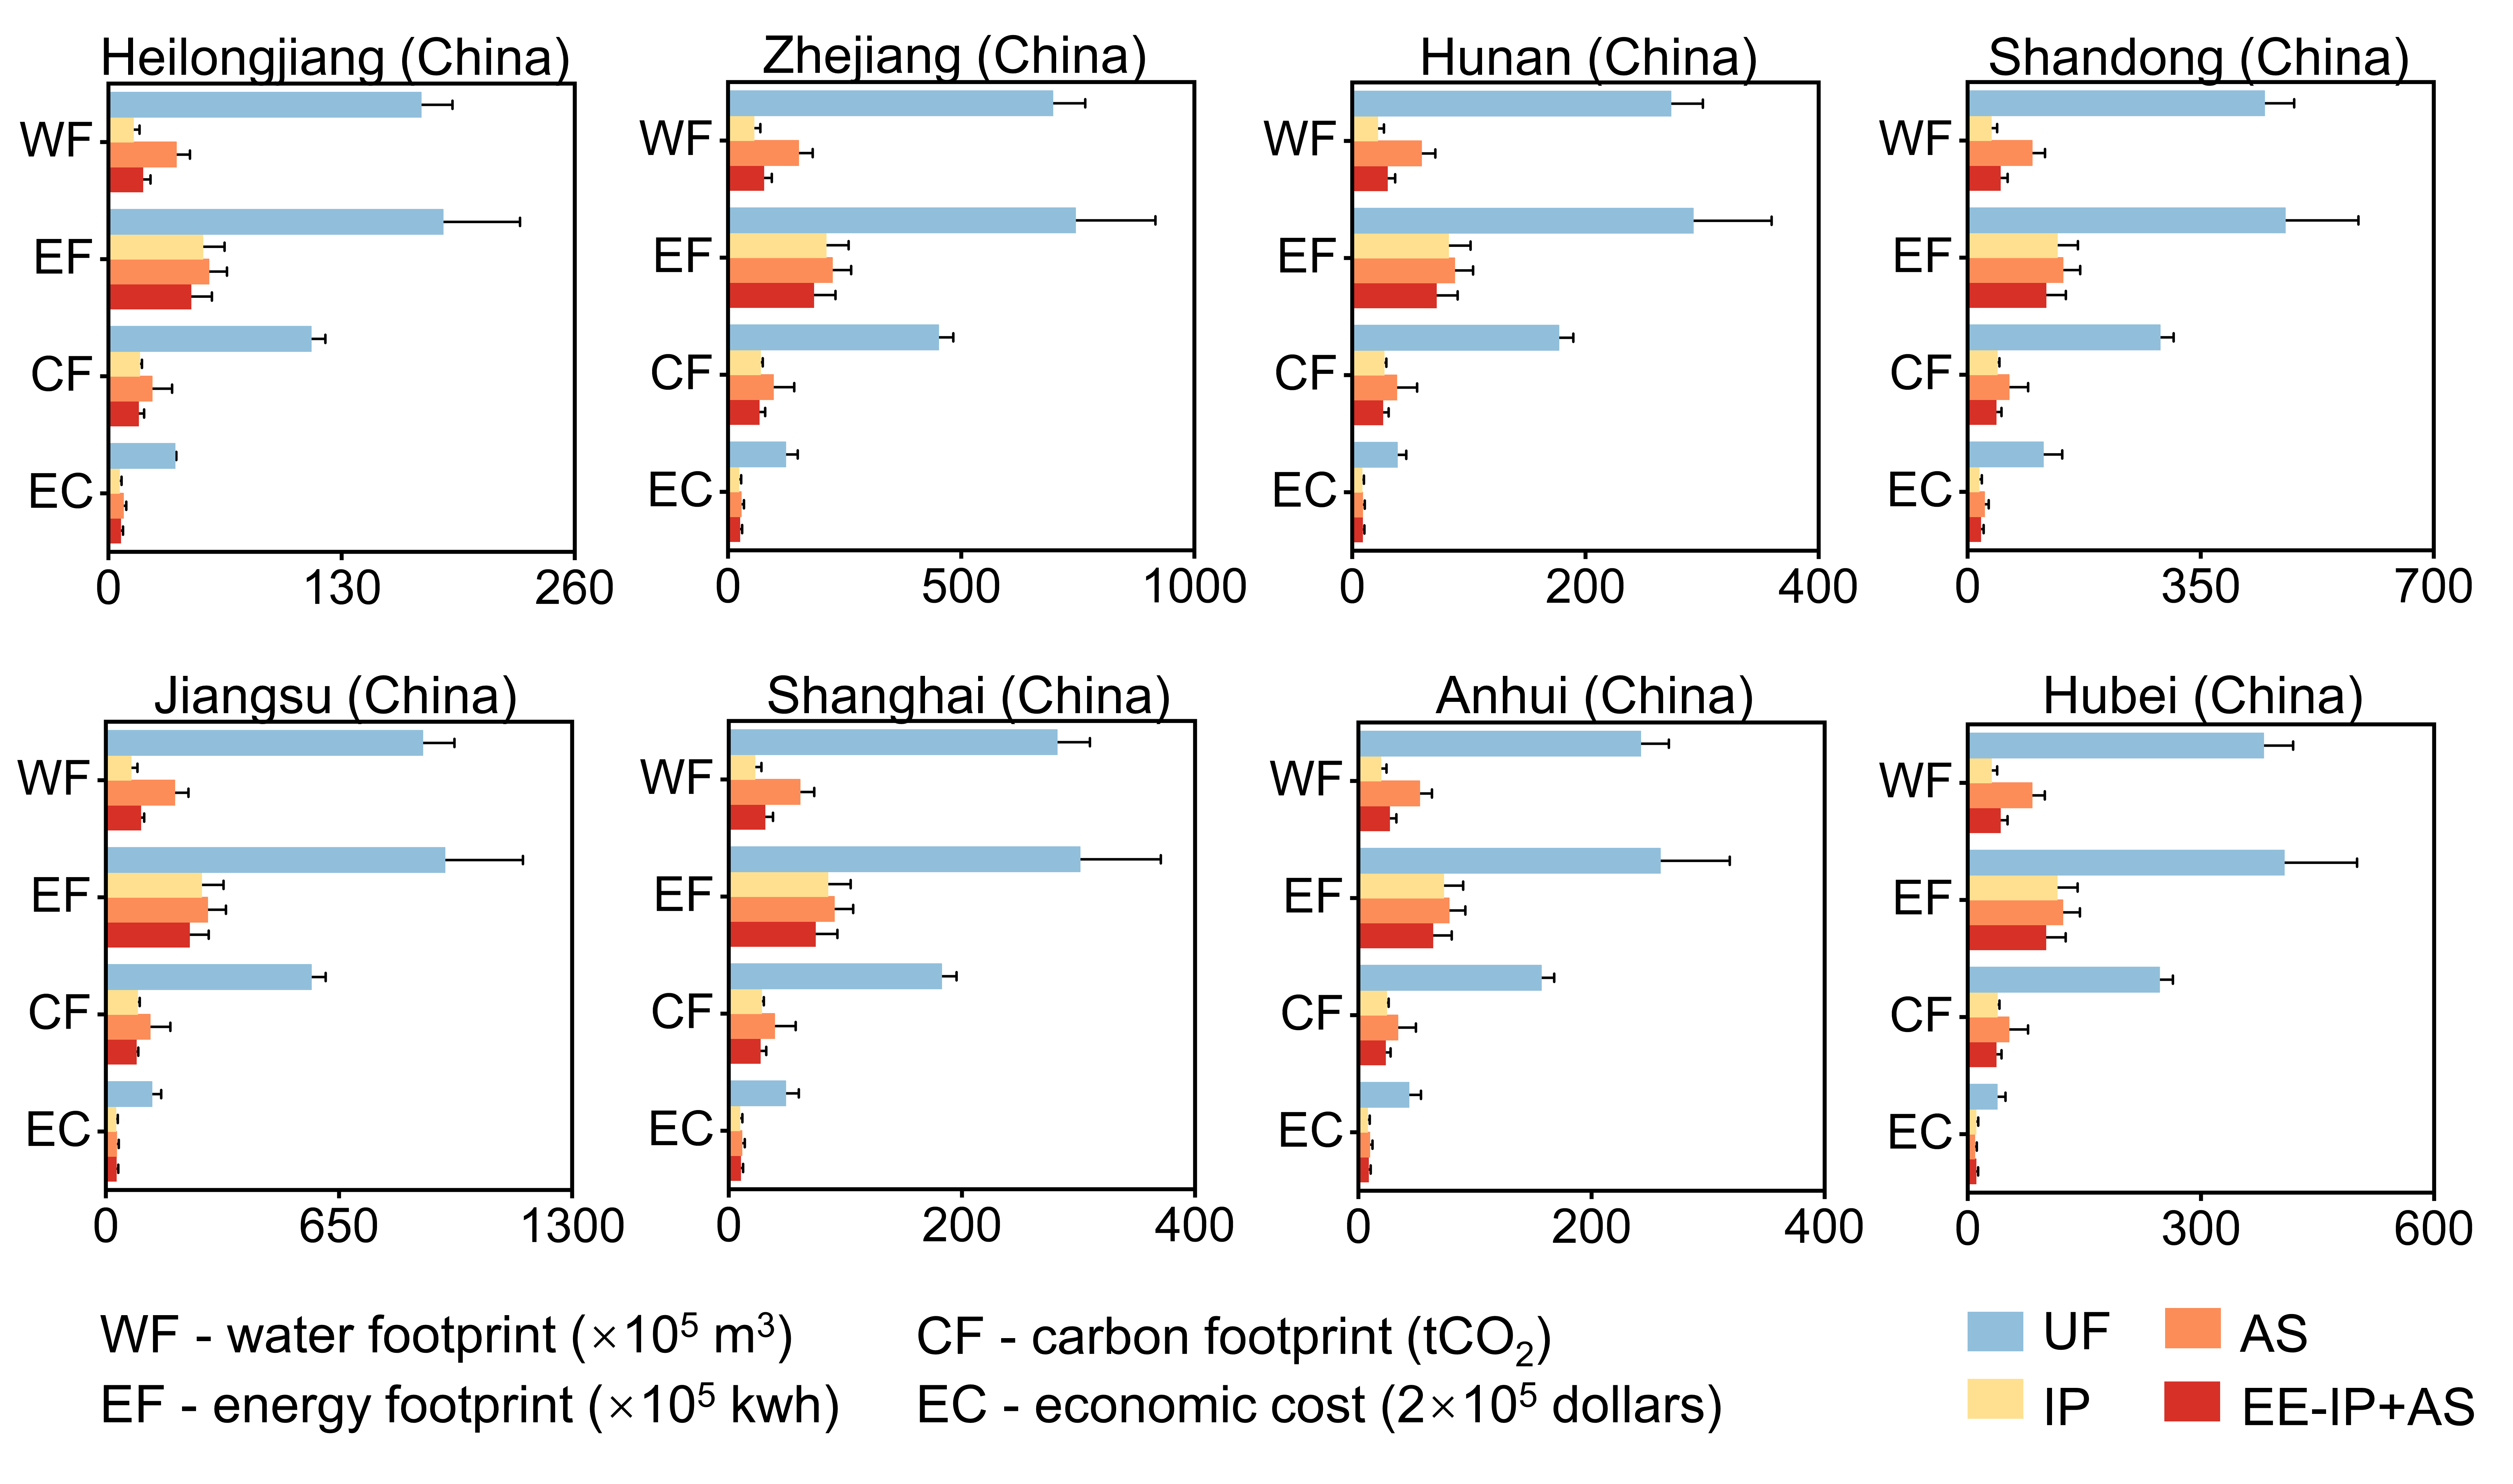 Heilongjiang (China)
WF
EF
CF
EC
0 130 260
Zhejiang (China)
WF
EF
CF
EC
0 500 1000
Hunan (China)
WF
EF
CF
EC
0 200 400
Shandong (China)
WF
EF
CF
EC
0 350 700
Jiangsu (China)
WF
EF
CF
EC
0 650 1300
Shanghai (China)
WF
EF
CF
EC
0 200 400
Anhui (China)
WF
EF
CF
EC
0 200 400
Hubei (China)
WF
EF
CF
EC
0 300 600
WF - water footprint (×10⁵ m³)
EF - energy footprint (×10⁵ kwh)
CF - carbon footprint (tCO₂)
EC - economic cost (2×10⁵ dollars)
UF
AS
IP
EE-IP+AS